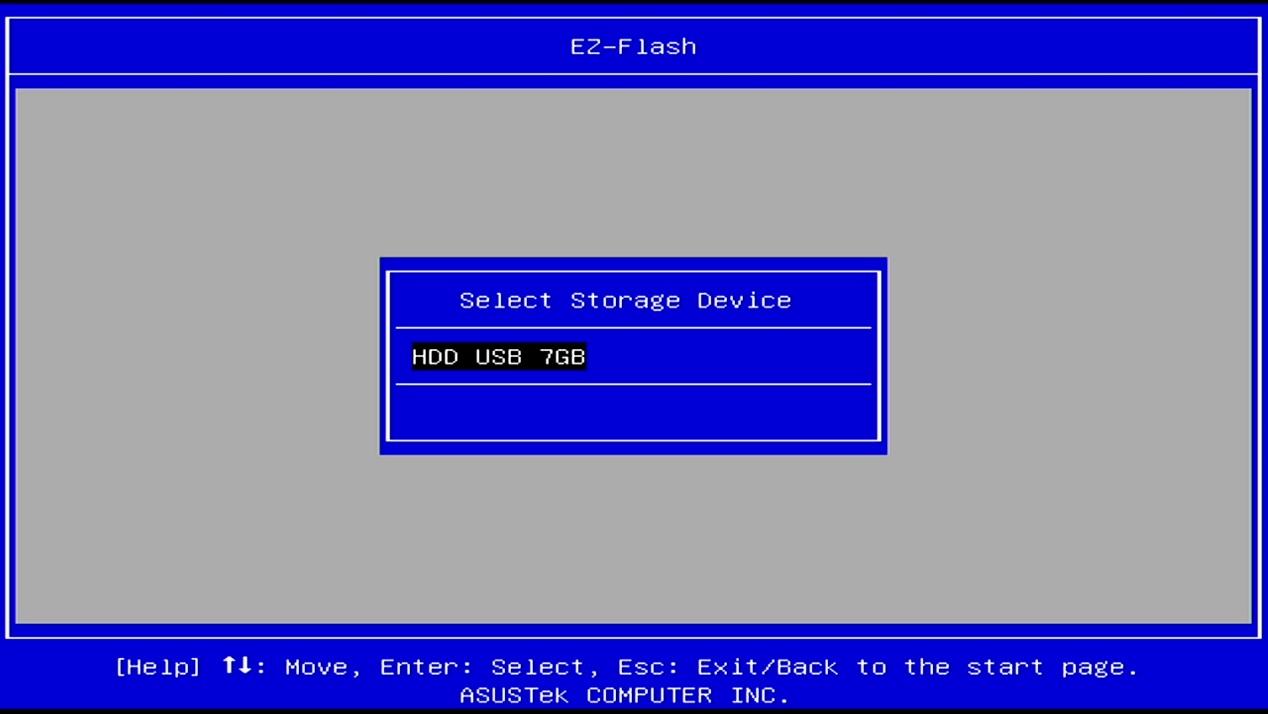 EZ-Flash
Select Storage Device
HDD USB 7GB
[Help] ↑↓: Move, Enter: Select, Esc: Exit/Back to the start page.
ASUSTek COMPUTER INC.